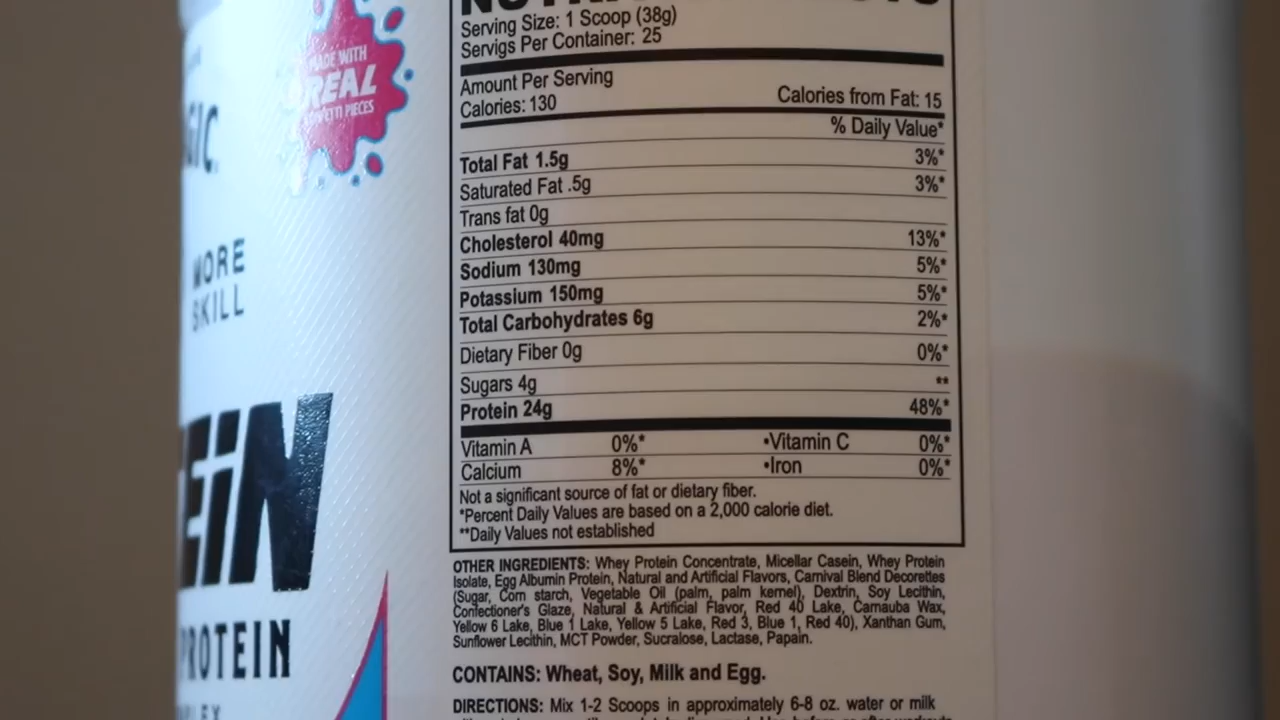 MADE WITH
REAL
PIECES
MORE
SKILL
PROTEIN
Serving Size: 1 Scoop (38g)
Servigs Per Container: 25
Amount Per Serving
Calories: 130 Calories from Fat: 15
% Daily Value*
Total Fat 1.5g 3%*
Saturated Fat .5g 3%*
Trans fat 0g
Cholesterol 40mg 13%*
Sodium 130mg 5%*
Potassium 150mg 5%*
Total Carbohydrates 6g 2%*
Dietary Fiber 0g 0%*
Sugars 4g **
Protein 24g 48%*
Vitamin A 0%* •Vitamin C 0%*
Calcium 8%* •Iron 0%*
Not a significant source of fat or dietary fiber.
*Percent Daily Values are based on a 2,000 calorie diet.
**Daily Values not established
OTHER INGREDIENTS: Whey Protein Concentrate, Micellar Casein, Whey Protein
Isolate, Egg Albumin Protein, Natural and Artificial Flavors, Carnival Blend Decorettes
(Sugar, Corn starch, Vegetable Oil (palm, palm kernel), Dextrin, Soy Lecithin,
Confectioner's Glaze, Natural & Artificial Flavor, Red 40 Lake, Carnauba Wax,
Yellow 6 Lake, Blue 1 Lake, Yellow 5 Lake, Red 3, Blue 1, Red 40), Xanthan Gum,
Sunflower Lecithin, MCT Powder, Sucralose, Lactase, Papain.
CONTAINS: Wheat, Soy, Milk and Egg.
DIRECTIONS: Mix 1-2 Scoops in approximately 6-8 oz. water or milk